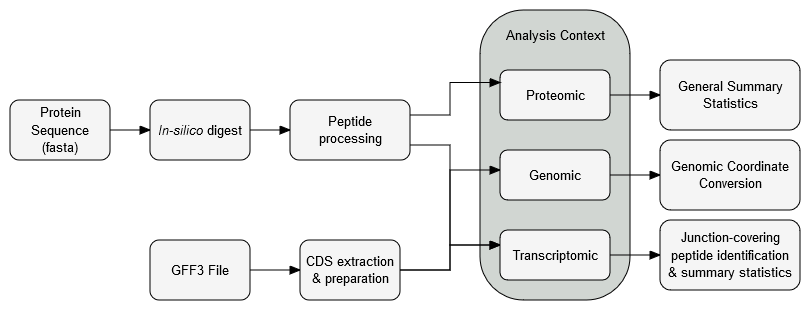 Analysis Context
Protein
Sequence
(fasta)
In-silico digest
Peptide
processing
Proteomic
General Summary
Statistics
Genomic
Genomic Coordinate
Conversion
GFF3 File
CDS extraction
& preparation
Transcriptomic
Junction-covering
peptide identification
& summary statistics